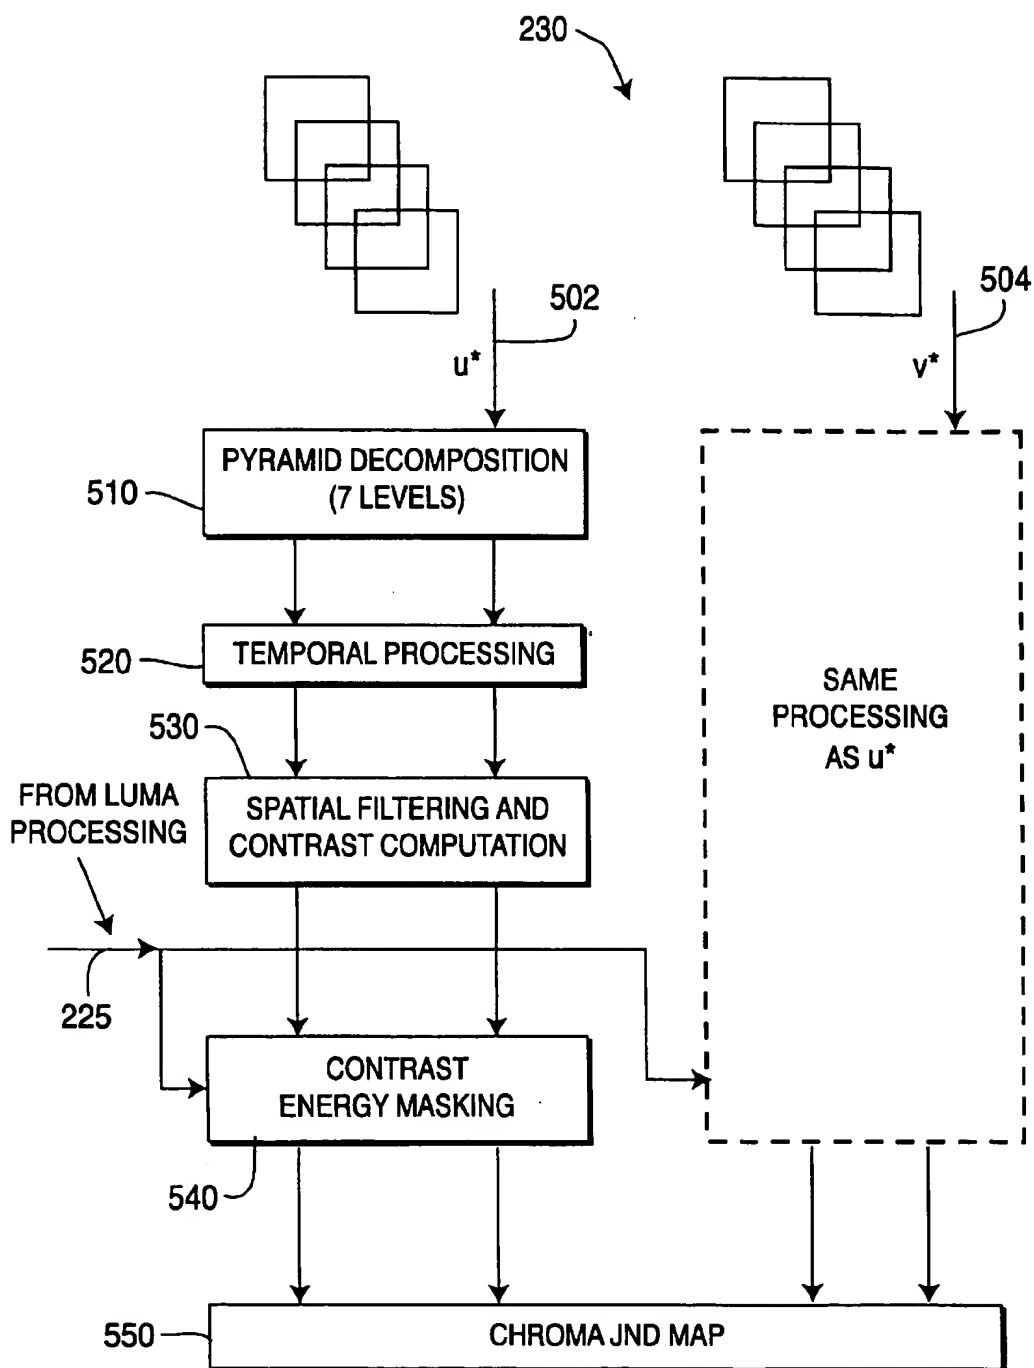 230
502
504
u*
v*
PYRAMID DECOMPOSITION
(7 LEVELS)
510
TEMPORAL PROCESSING
520
530
SAME
PROCESSING
AS u*
FROM LUMA
PROCESSING
SPATIAL FILTERING AND
CONTRAST COMPUTATION
225
CONTRAST
ENERGY MASKING
540
550
CHROMA JND MAP